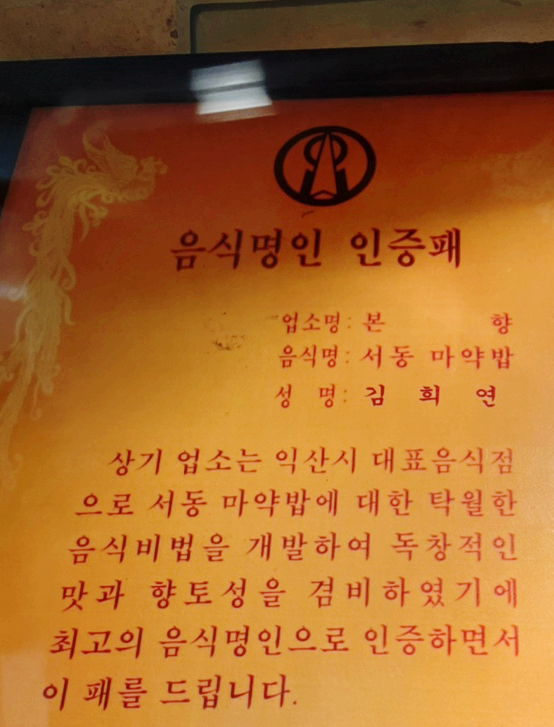 음식명인 인증패
업소명: 본 향
음식명: 서동 마약밥
성 명: 김 희 연
상기 업소는 익산시 대표음식점
으로 서동 마약밥에 대한 탁월한
음식비법을 개발하여 독창적인
맛과 향토성을 겸비하였기에
최고의 음식명인으로 인증하면서
이 패를 드립니다.